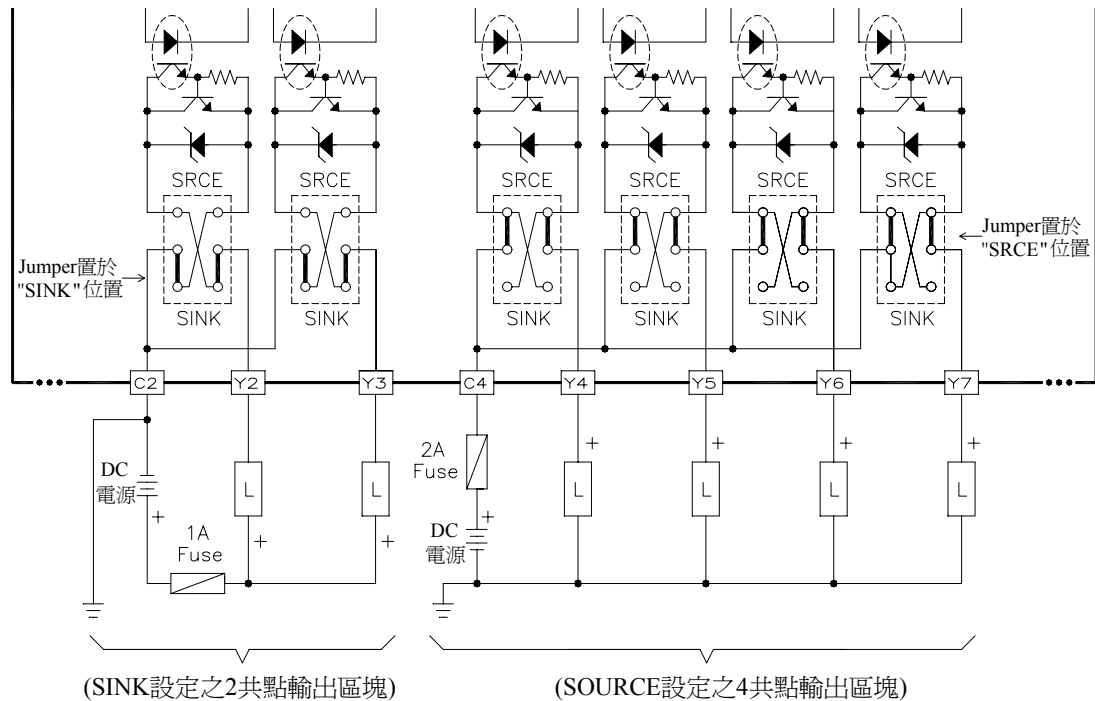 SRCE
SRCE
SRCE
SRCE
SRCE
SRCE
Jumper置於
"SINK"位置
Jumper置於
"SRCE"位置
SINK
SINK
SINK
SINK
SINK
SINK
C2
Y2
Y3
C4
Y4
Y5
Y6
Y7
DC
電源
+
1A
Fuse
L
+
L
+
2A
Fuse
+
DC
電源
L
+
L
+
L
+
L
+
(SINK設定之2共點輸出區塊)
(SOURCE設定之4共點輸出區塊)